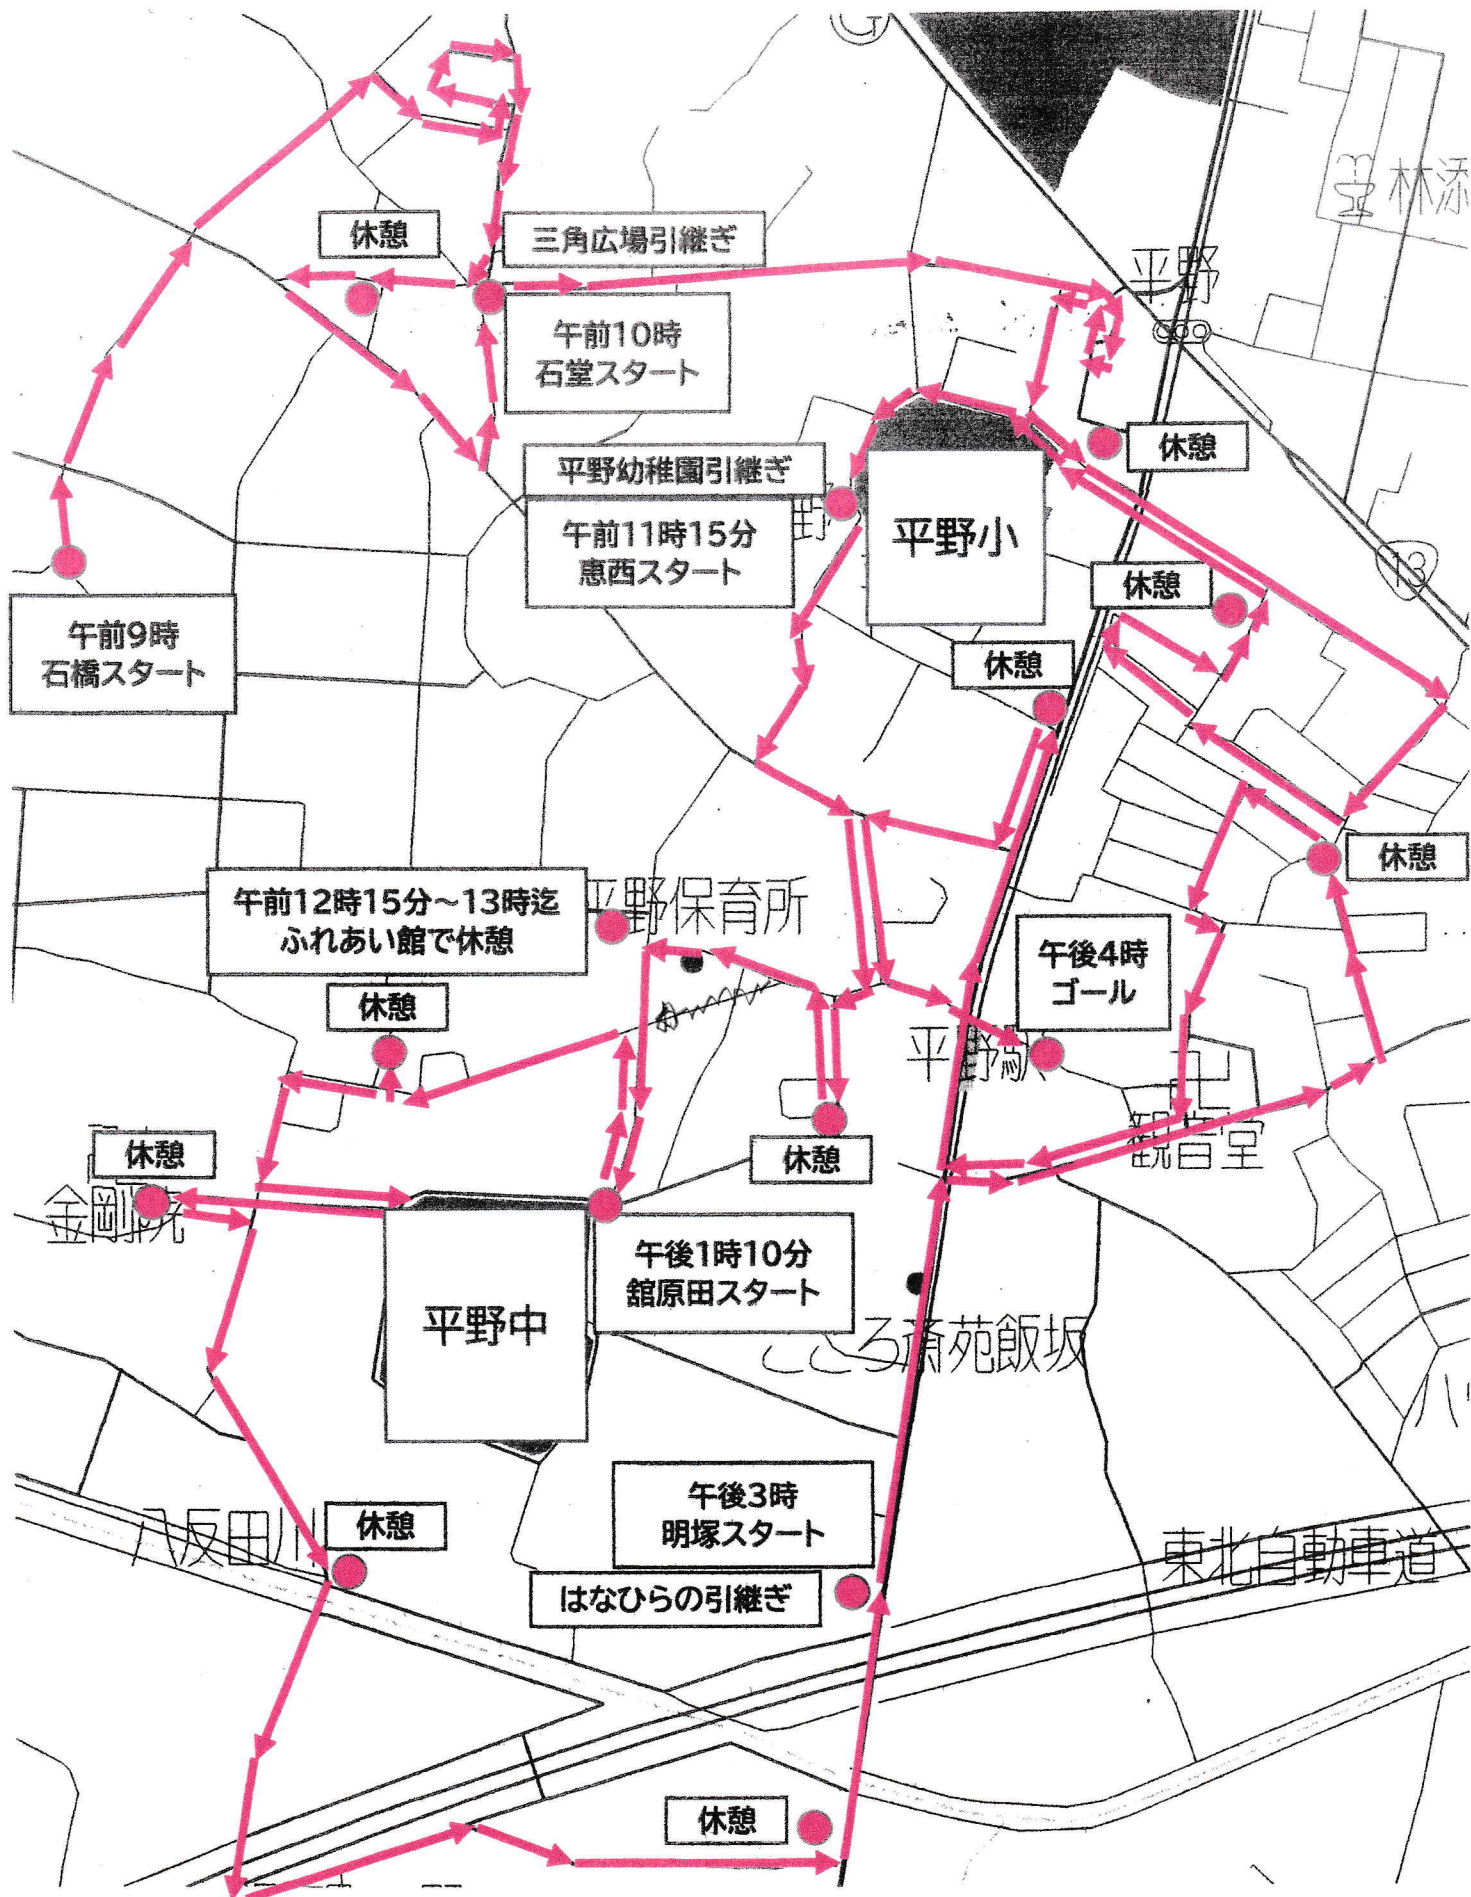 林添
休憩
三角広場引継ぎ
平野
午前10時
石堂スタート
休憩
平野幼稚園引継ぎ
午前11時15分
恵西スタート
野
平野小
13
休憩
午前9時
石橋スタート
休憩
休憩
午前12時15分～13時迄
ふれあい館で休憩
平野保育所
午後4時
ゴール
休憩
平野駅
観音堂
休憩
休憩
金剛院
午後1時10分
舘原田スタート
平野中
こころ斎苑飯坂
午後3時
明塚スタート
休憩
八反田川
東北自動車道
はなひらの引継ぎ
休憩